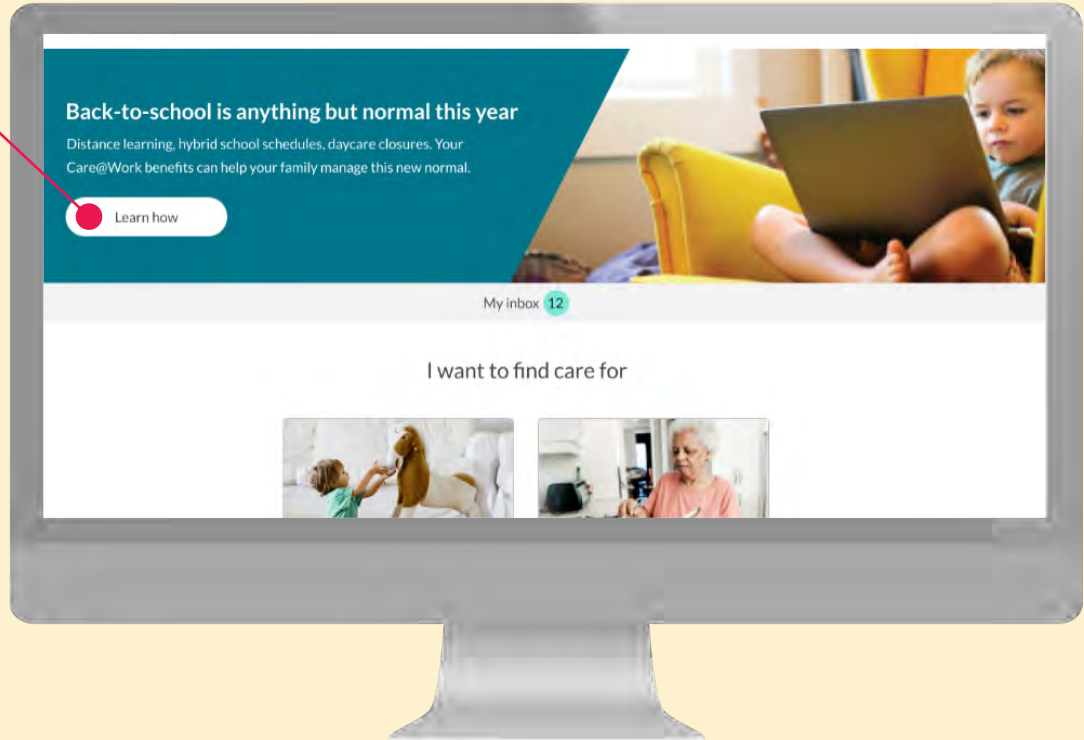 Back-to-school is anything but normal this year
Distance learning, hybrid school schedules, daycare closures. Your
Care@Work benefits can help your family manage this new normal.
Learn how
My inbox 12
I want to find care for